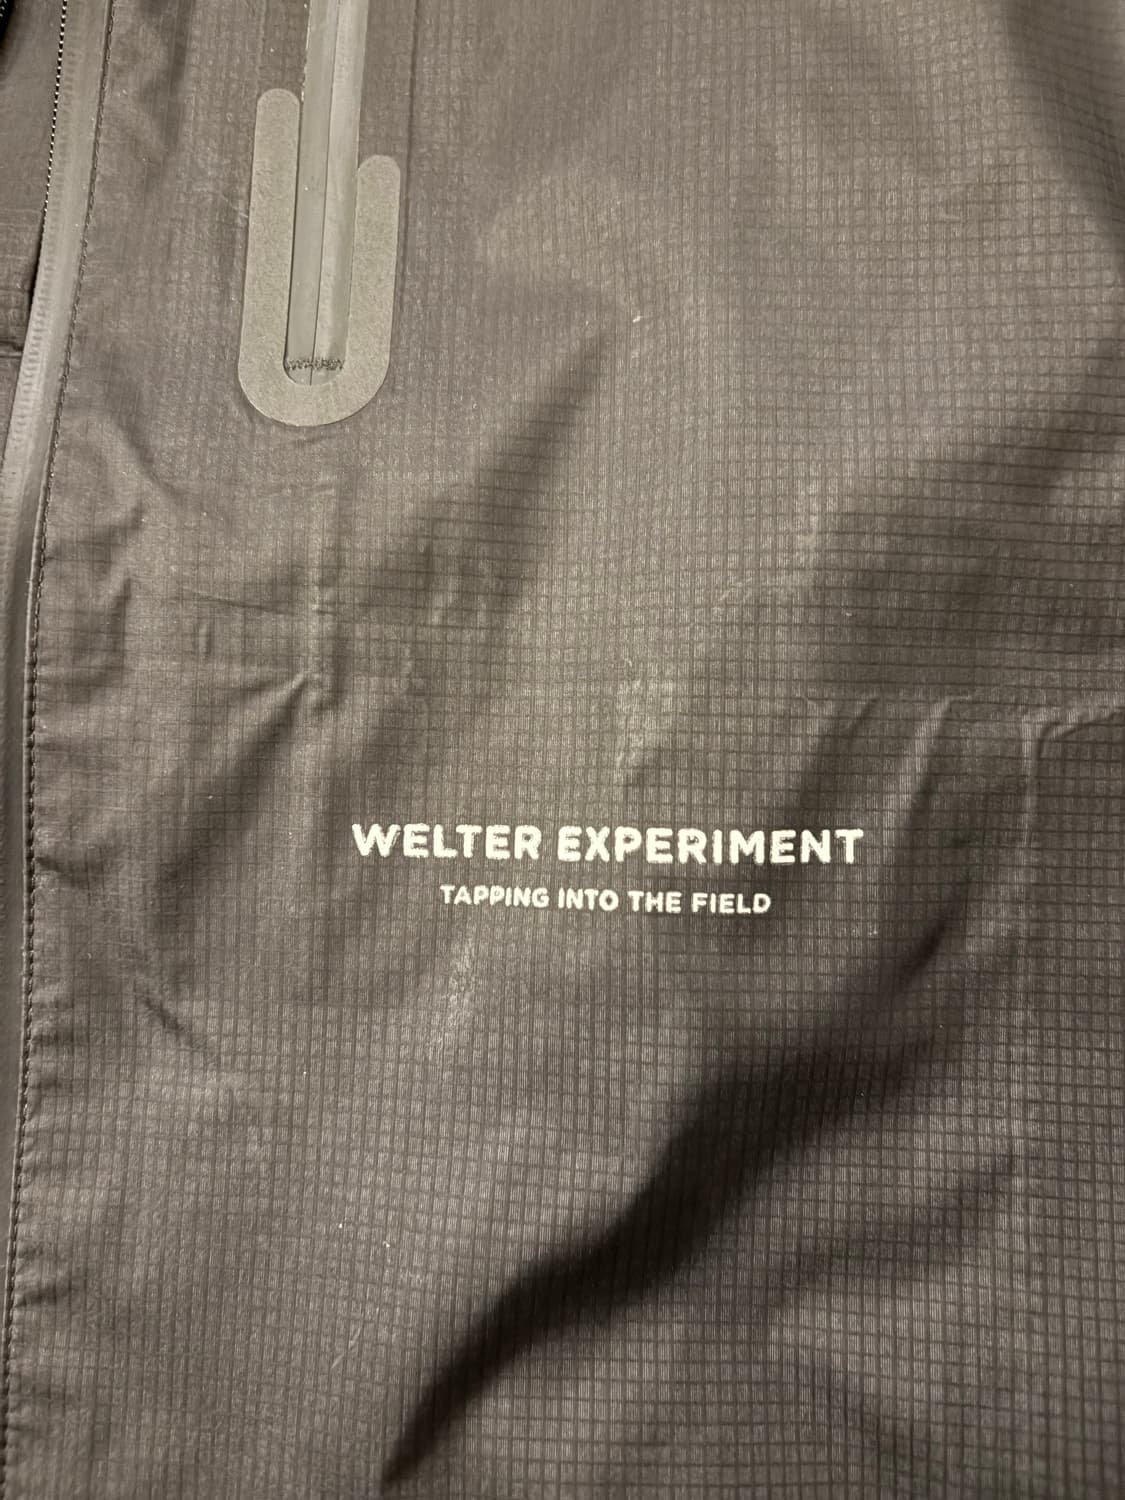 WELTER EXPERIMENT
TAPPING INTO THE FIELD